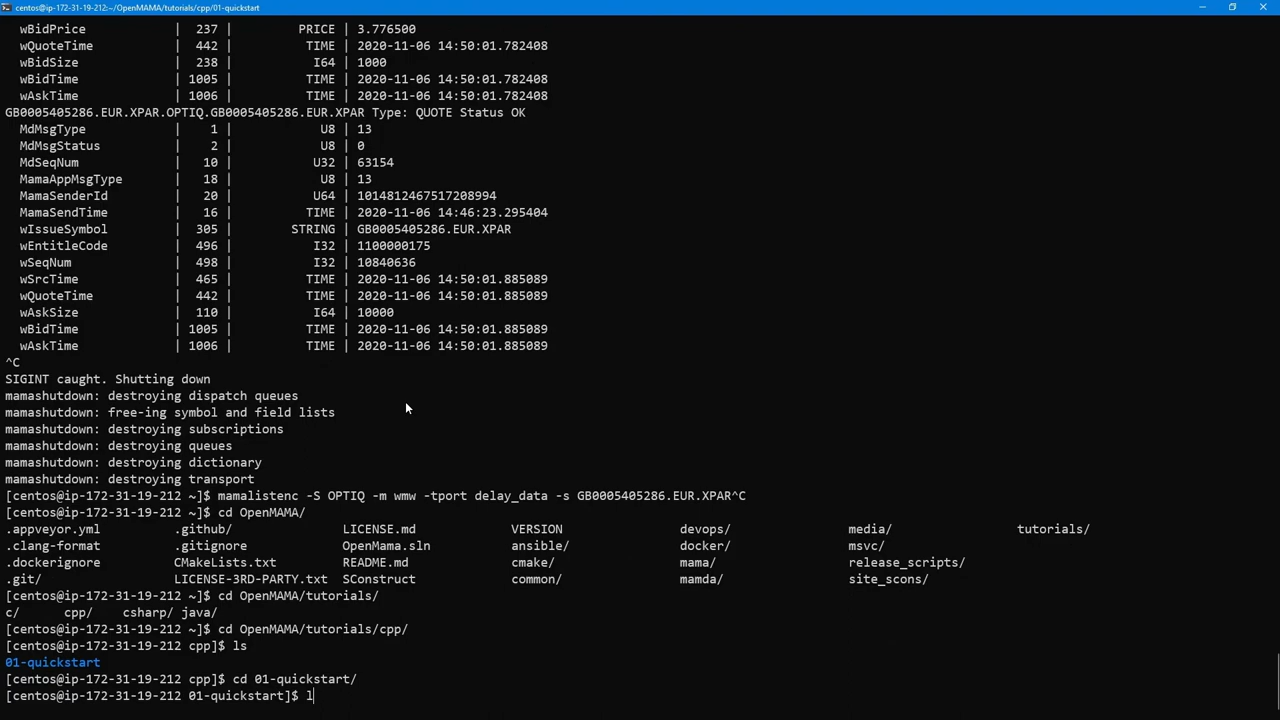 centos@ip-172-31-19-212:~/OpenMAMA/tutorials/cpp/01-quickstart
wBidPrice | 237 | PRICE | 3.776500
wQuoteTime | 442 | TIME | 2020-11-06 14:50:01.782408
wBidSize | 238 | I64 | 1000
wBidTime | 1005 | TIME | 2020-11-06 14:50:01.782408
wAskTime | 1006 | TIME | 2020-11-06 14:50:01.782408
GB0005405286.EUR.XPAR.OPTIQ.GB0005405286.EUR.XPAR Type: QUOTE Status OK
MdMsgType | 1 | U8 | 13
MdMsgStatus | 2 | U8 | 0
MdSeqNum | 10 | U32 | 63154
MamaAppMsgType | 18 | U8 | 13
MamaSenderId | 20 | U64 | 1014812467517208994
MamaSendTime | 16 | TIME | 2020-11-06 14:46:23.295404
wIssueSymbol | 305 | STRING | GB0005405286.EUR.XPAR
wEntitleCode | 496 | I32 | 1100000175
wSeqNum | 498 | I32 | 10840636
wSrcTime | 465 | TIME | 2020-11-06 14:50:01.885089
wQuoteTime | 442 | TIME | 2020-11-06 14:50:01.885089
wAskSize | 110 | I64 | 10000
wBidTime | 1005 | TIME | 2020-11-06 14:50:01.885089
wAskTime | 1006 | TIME | 2020-11-06 14:50:01.885089
^C
SIGINT caught. Shutting down
mamashutdown: destroying dispatch queues
mamashutdown: free-ing symbol and field lists
mamashutdown: destroying subscriptions
mamashutdown: destroying queues
mamashutdown: destroying dictionary
mamashutdown: destroying transport
[centos@ip-172-31-19-212 ~]$ mamalistenc -S OPTIQ -m wmw -tport delay_data -s GB0005405286.EUR.XPAR^C
[centos@ip-172-31-19-212 ~]$ cd OpenMAMA/
.appveyor.yml .github/ LICENSE.md VERSION devops/ media/ tutorials/
.clang-format .gitignore OpenMama.sln ansible/ docker/ msvc/
.dockerignore CMakeLists.txt README.md cmake/ mama/ release_scripts/
.git/ LICENSE-3RD-PARTY.txt SConstruct common/ mamda/ site_scons/
[centos@ip-172-31-19-212 ~]$ cd OpenMAMA/tutorials/
c/ cpp/ csharp/ java/
[centos@ip-172-31-19-212 ~]$ cd OpenMAMA/tutorials/cpp/
[centos@ip-172-31-19-212 cpp]$ ls
01-quickstart
[centos@ip-172-31-19-212 cpp]$ cd 01-quickstart/
[centos@ip-172-31-19-212 01-quickstart]$ l